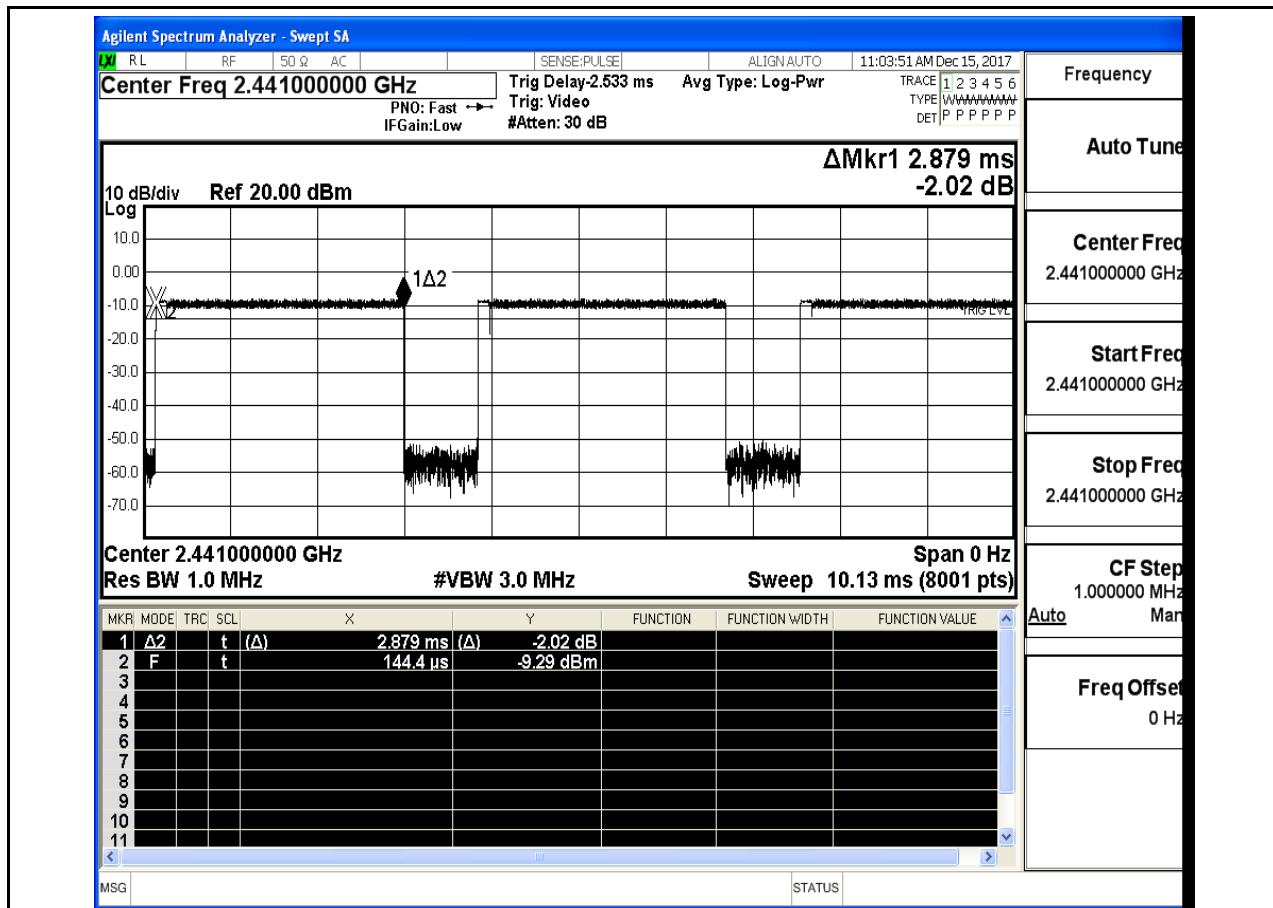 Agilent Spectrum Analyzer - Swept SA
LXI RL RF 50 Ω AC SENSE:PULSE ALIGN AUTO 11:03:51 AM Dec 15, 2017
Center Freq 2.441000000 GHz
PNO: Fast
IFGain:Low
Trig Delay-2.533 ms
Trig: Video
#Atten: 30 dB
Avg Type: Log-Pwr
TRACE 1 2 3 4 5 6
TYPE WWWWWW
DET P P P P P P
ΔMkr1 2.879 ms
-2.02 dB
10 dB/div Ref 20.00 dBm
Log
10.0
0.00
-10.0
-20.0
-30.0
-40.0
-50.0
-60.0
-70.0
1Δ2
2
TRIG LVL
Center 2.441000000 GHz Span 0 Hz
Res BW 1.0 MHz #VBW 3.0 MHz Sweep 10.13 ms (8001 pts)
MKR MODE TRC SCL X Y FUNCTION FUNCTION WIDTH FUNCTION VALUE
1 Δ2 t (Δ) 2.879 ms (Δ) -2.02 dB
2 F t 144.4 µs -9.29 dBm
3
4
5
6
7
8
9
10
11
MSG STATUS
Frequency
Auto Tune
Center Freq
2.441000000 GHz
Start Freq
2.441000000 GHz
Stop Freq
2.441000000 GHz
CF Step
1.000000 MHz
Auto Man
Freq Offset
0 Hz